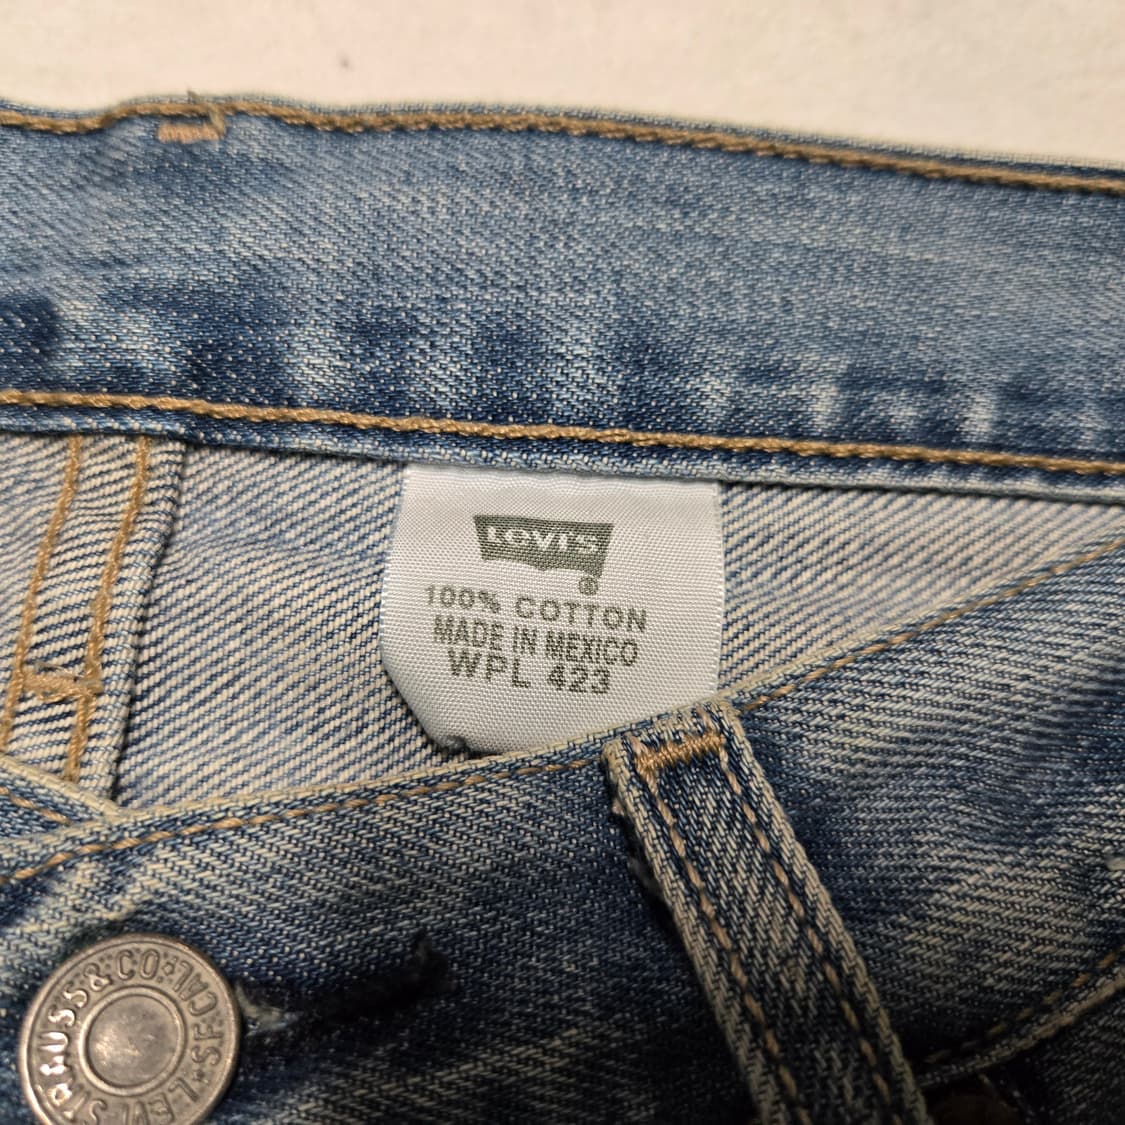 LEVI'S
®
100% COTTON
MADE IN MEXICO
WPL 423
LEVI STRAUSS & CO • S.F. CAL •